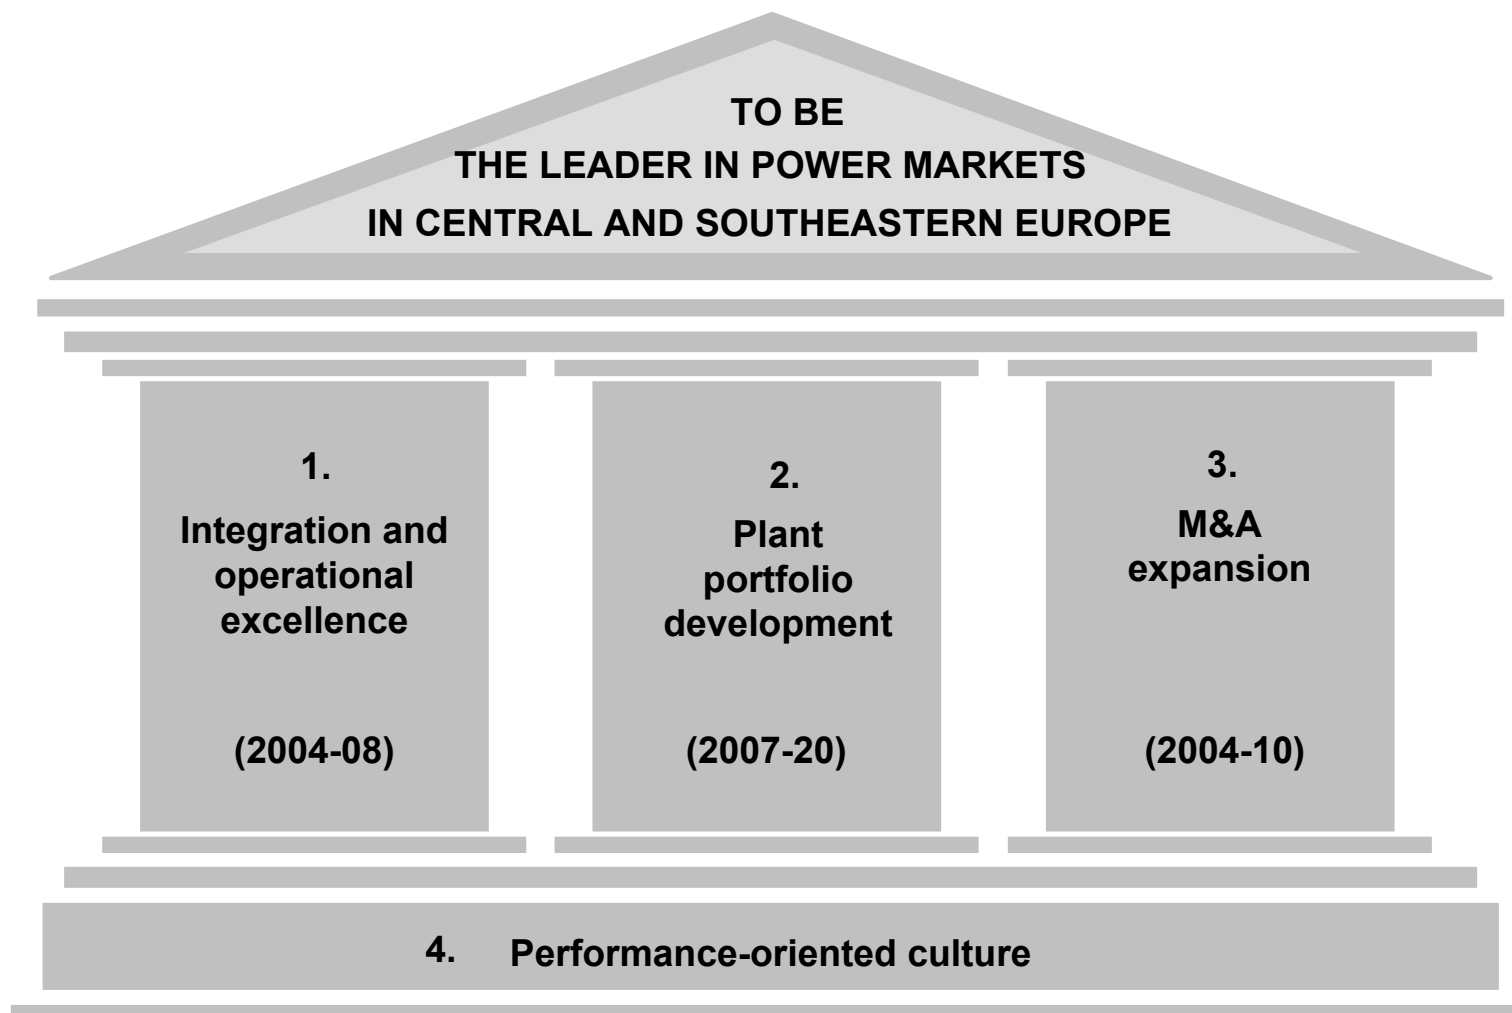 TO BE
THE LEADER IN POWER MARKETS
IN CENTRAL AND SOUTHEASTERN EUROPE
1.
Integration and
operational
excellence
(2004-08)
2.
Plant
portfolio
development
(2007-20)
3.
M&A
expansion
(2004-10)
4. Performance-oriented culture